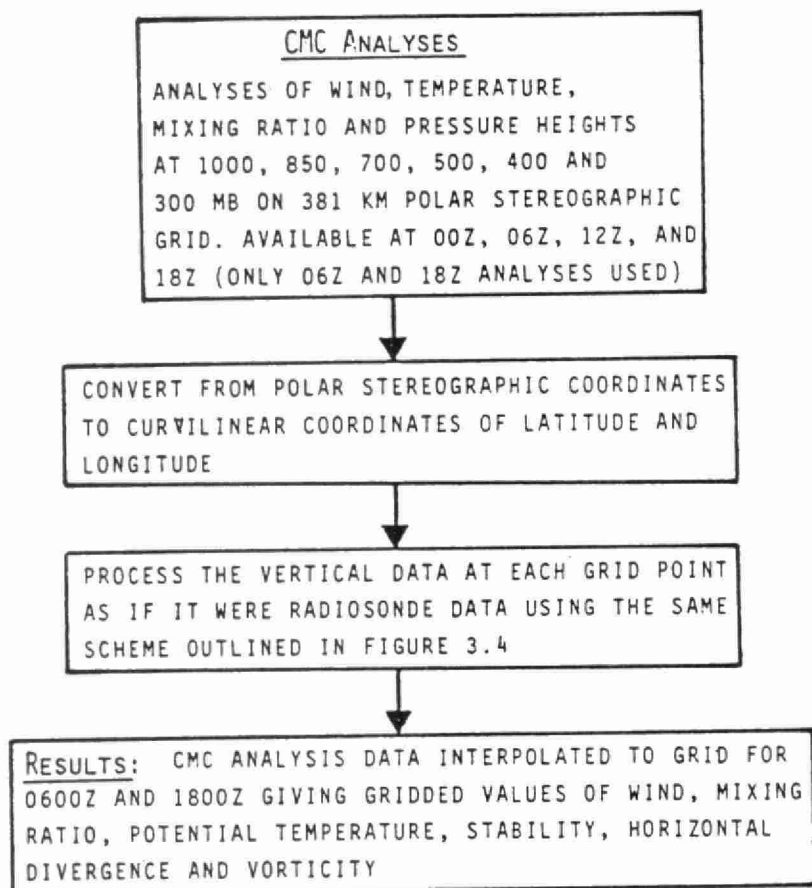 CMC ANALYSES
ANALYSES OF WIND, TEMPERATURE,
MIXING RATIO AND PRESSURE HEIGHTS
AT 1000, 850, 700, 500, 400 AND
300 MB ON 381 KM POLAR STEREOGRAPHIC
GRID. AVAILABLE AT 00Z, 06Z, 12Z, AND
18Z (ONLY 06Z AND 18Z ANALYSES USED)
CONVERT FROM POLAR STEREOGRAPHIC COORDINATES
TO CURVILINEAR COORDINATES OF LATITUDE AND
LONGITUDE
PROCESS THE VERTICAL DATA AT EACH GRID POINT
AS IF IT WERE RADIOSONDE DATA USING THE SAME
SCHEME OUTLINED IN FIGURE 3.4
RESULTS: CMC ANALYSIS DATA INTERPOLATED TO GRID FOR
0600Z AND 1800Z GIVING GRIDDED VALUES OF WIND, MIXING
RATIO, POTENTIAL TEMPERATURE, STABILITY, HORIZONTAL
DIVERGENCE AND VORTICITY